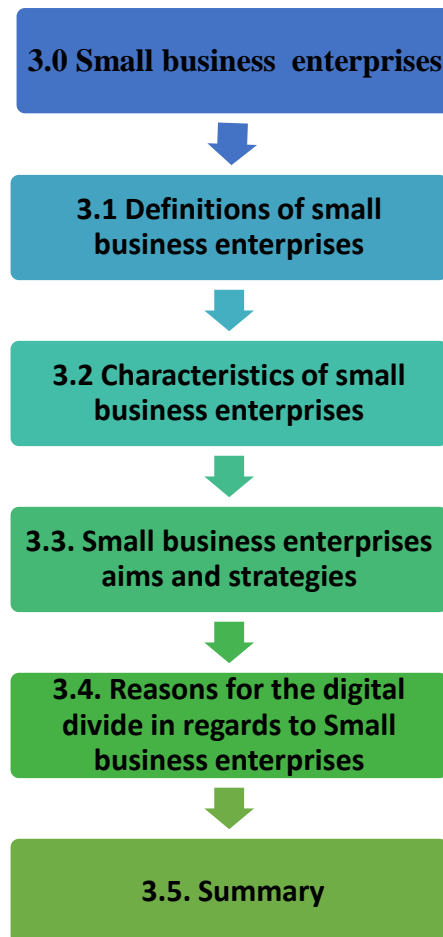 3.0 Small business  enterprises
3.1 Definitions of small
business enterprises
3.2 Characteristics of small
business enterprises
3.3. Small business enterprises
aims and strategies
3.4. Reasons for the digital
divide in regards to Small
business enterprises
3.5. Summary